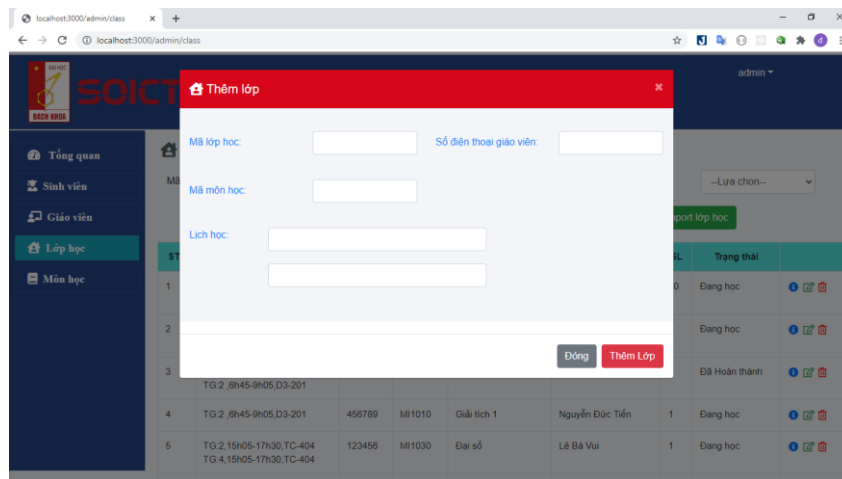 localhost:3000/admin/class
localhost:3000/admin/class
ĐẠI HỌC
BÁCH KHOA
SOICT
admin
Thêm lớp
Mã lớp học:
Số điện thoại giáo viên:
Mã môn học:
Lịch học:
Đóng
Thêm Lớp
Tổng quan
Sinh viên
Giáo viên
Lớp học
Môn học
--Lựa chọn--
port lớp học
ST
SL
Trạng thái
1
0
Đang học
2
Đang học
3
TG:2 ,6h45-9h05,D3-201
Đã Hoàn thành
4
TG:2 ,6h45-9h05,D3-201
456789
MI1010
Giải tích 1
Nguyễn Đức Tiến
1
Đang học
5
TG:2,15h05-17h30,TC-404
TG:4,15h05-17h30,TC-404
123456
MI1030
Đại số
Lê Bá Vui
1
Đang học